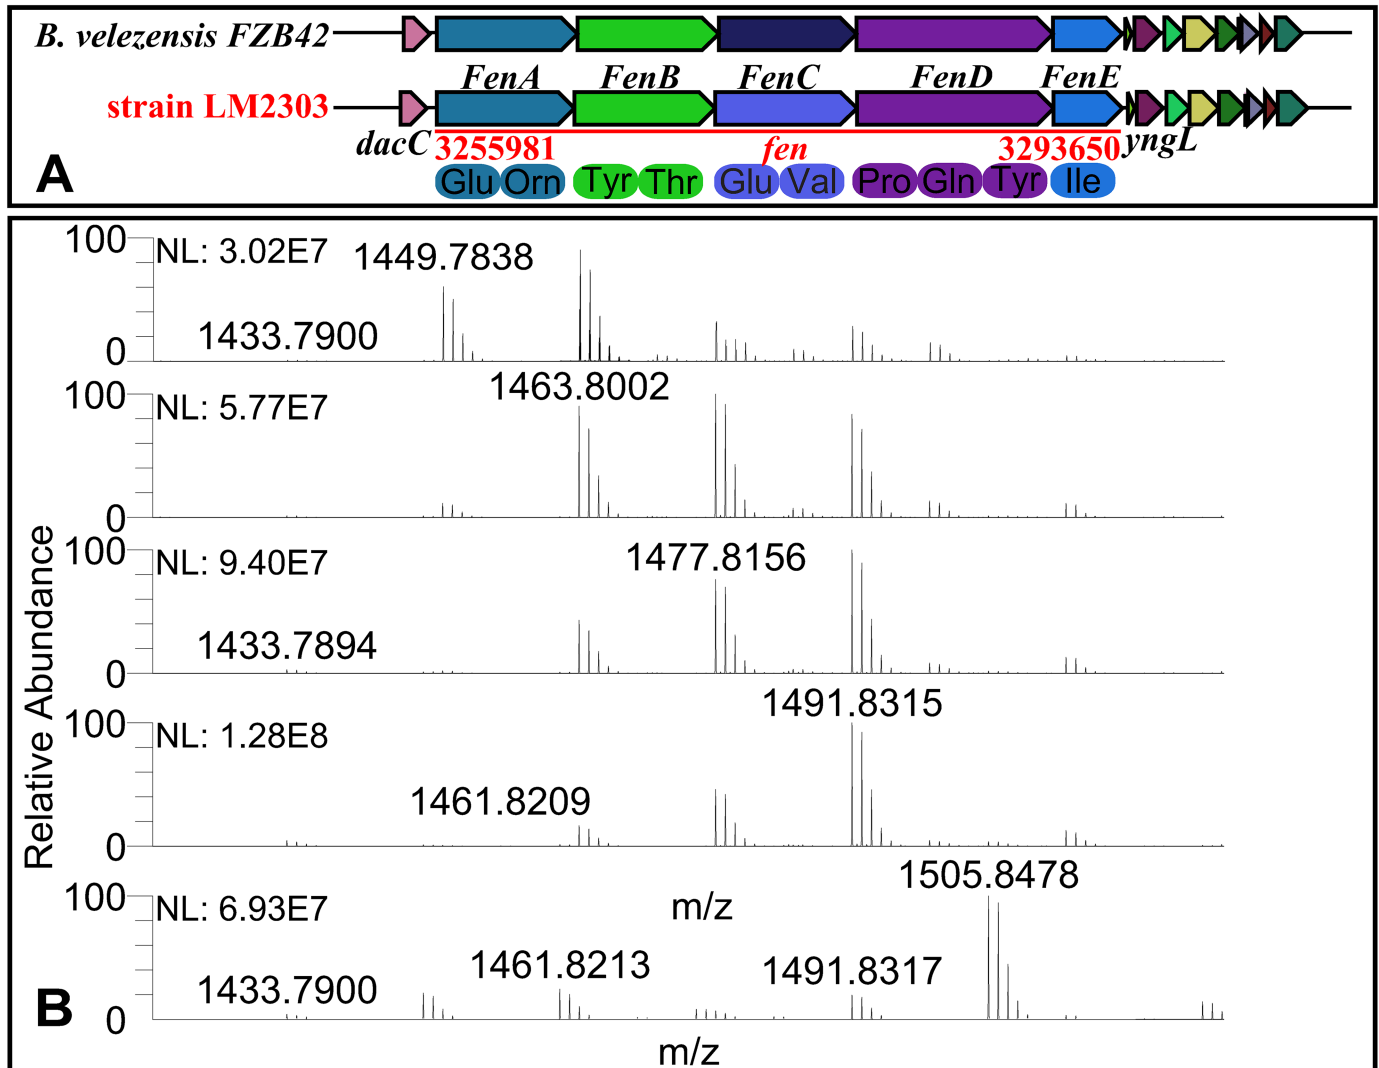 B. velezensis FZB42
FenA FenB FenC FenD FenE
strain LM2303
dacC 3255981 fen 3293650 yngL
A Glu Orn Tyr Thr Glu Val Pro Gln Tyr Ile
100 NL: 3.02E7 1449.7838
1433.7900
0
1463.8002
100 NL: 5.77E7
0
100 NL: 9.40E7 1477.8156
1433.7894
0
1491.8315
100 NL: 1.28E8
1461.8209
0
1505.8478
100 NL: 6.93E7 m/z
1461.8213 1491.8317
1433.7900
0
Relative Abundance
B
m/z